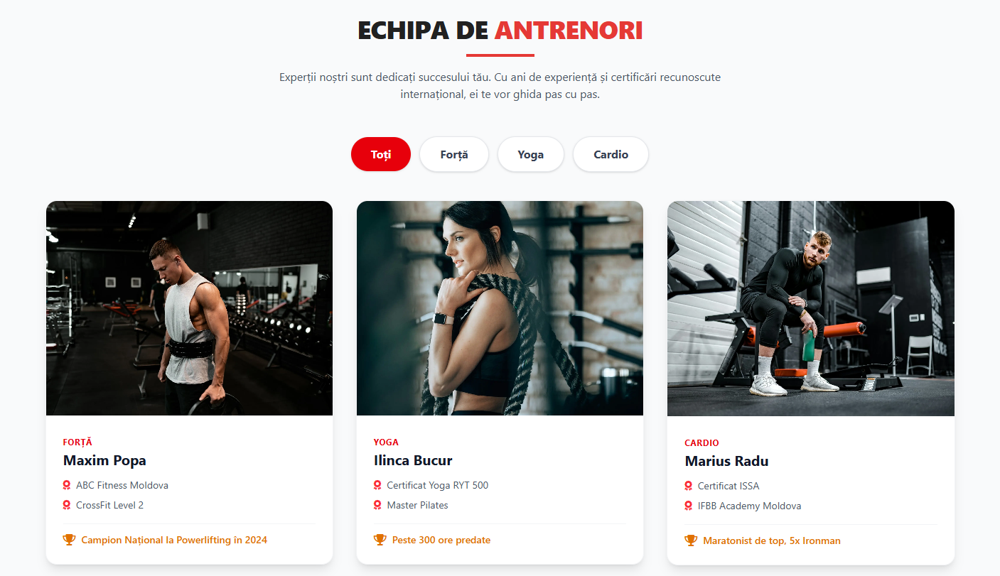 ECHIPA DE ANTRENORI
Experții noștri sunt dedicați succesului tău. Cu ani de experiență și certificări recunoscute
internațional, ei te vor ghida pas cu pas.
Toți
Forță
Yoga
Cardio
FORȚĂ
Maxim Popa
ABC Fitness Moldova
CrossFit Level 2
Campion Național la Powerlifting în 2024
YOGA
Ilinca Bucur
Certificat Yoga RYT 500
Master Pilates
Peste 300 ore predate
CARDIO
Marius Radu
Certificat ISSA
IFBB Academy Moldova
Maratonist de top, 5x Ironman